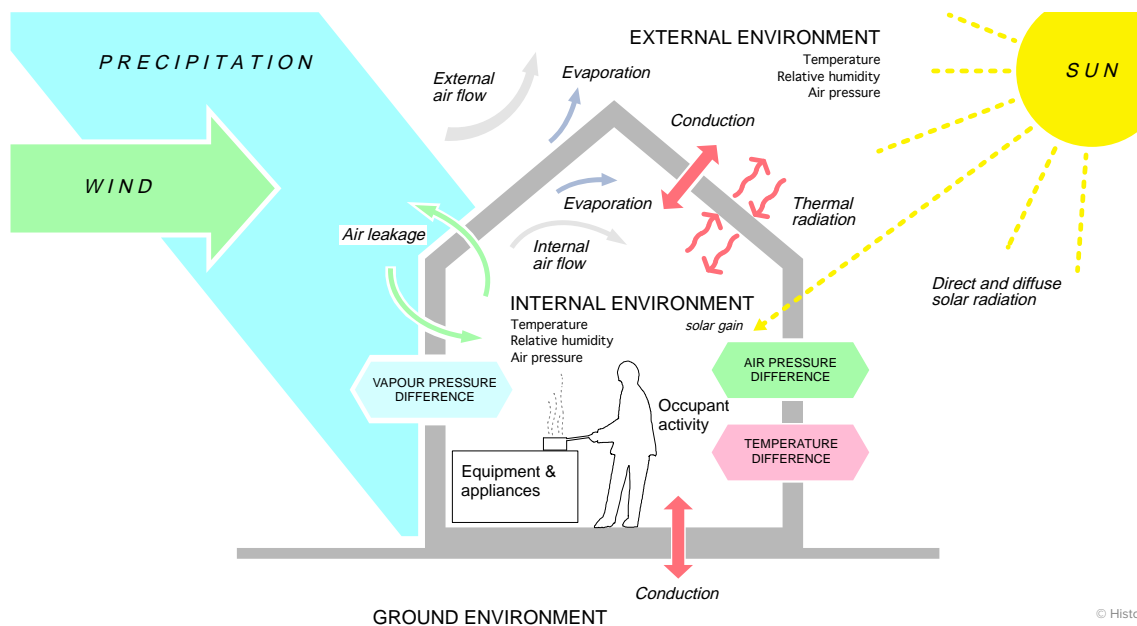 EXTERNAL ENVIRONMENT
Temperature
Relative humidity
Air pressure
PRECIPITATION
SUN
External
air flow
Evaporation
Conduction
WIND
Evaporation
Thermal
radiation
Air leakage
Internal
air flow
Direct and diffuse
solar radiation
INTERNAL ENVIRONMENT
Temperature
Relative humidity
Air pressure
solar gain
VAPOUR PRESSURE
DIFFERENCE
AIR PRESSURE
DIFFERENCE
Occupant
activity
TEMPERATURE
DIFFERENCE
Equipment &
appliances
Conduction
GROUND ENVIRONMENT
©